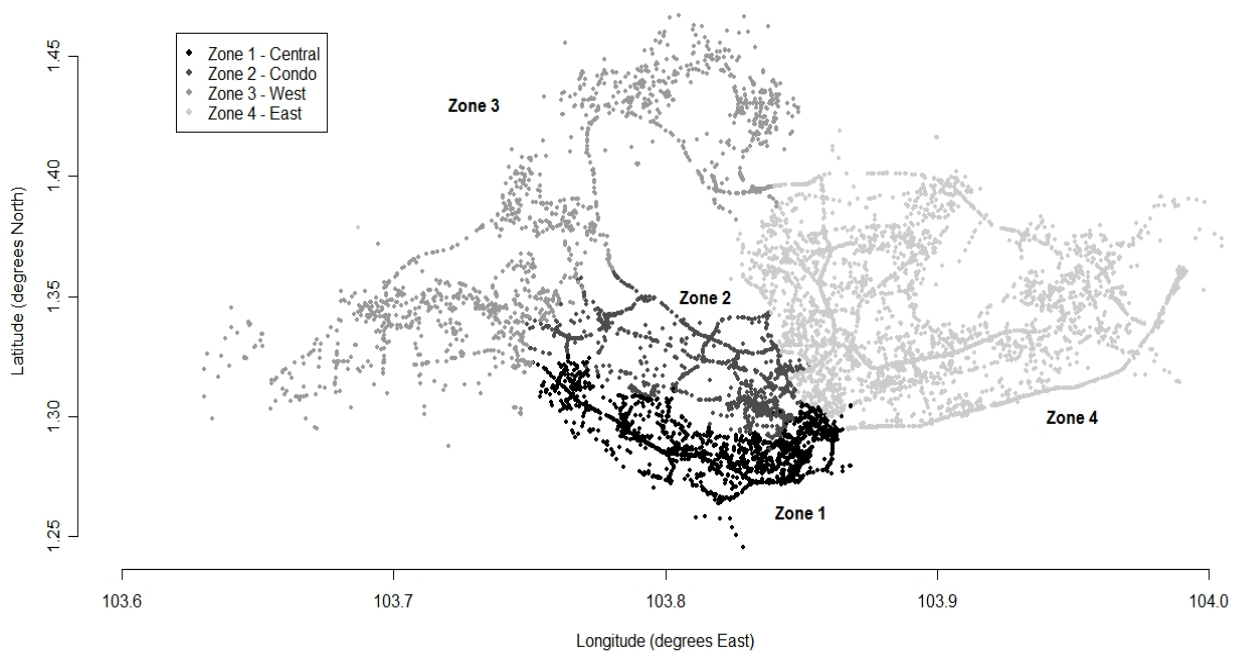 Zone 1 - Central
Zone 2 - Condo
Zone 3 - West
Zone 4 - East
Zone 3
Zone 2
Zone 4
Zone 1
Latitude (degrees North)
1.45
1.40
1.35
1.30
1.25
103.6 103.7 103.8 103.9 104.0
Longitude (degrees East)